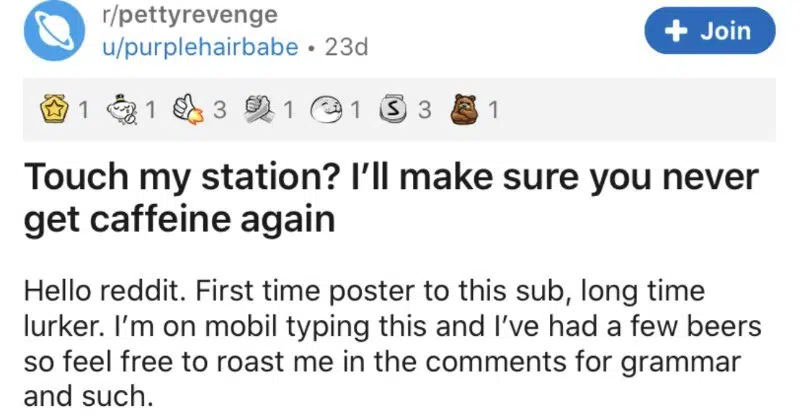 r/pettyrevenge
u/purplehairbabe • 23d
+ Join
1 1 3 1 1 S 3 1
Touch my station? I’ll make sure you never
get caffeine again
Hello reddit. First time poster to this sub, long time
lurker. I’m on mobil typing this and I’ve had a few beers
so feel free to roast me in the comments for grammar
and such.